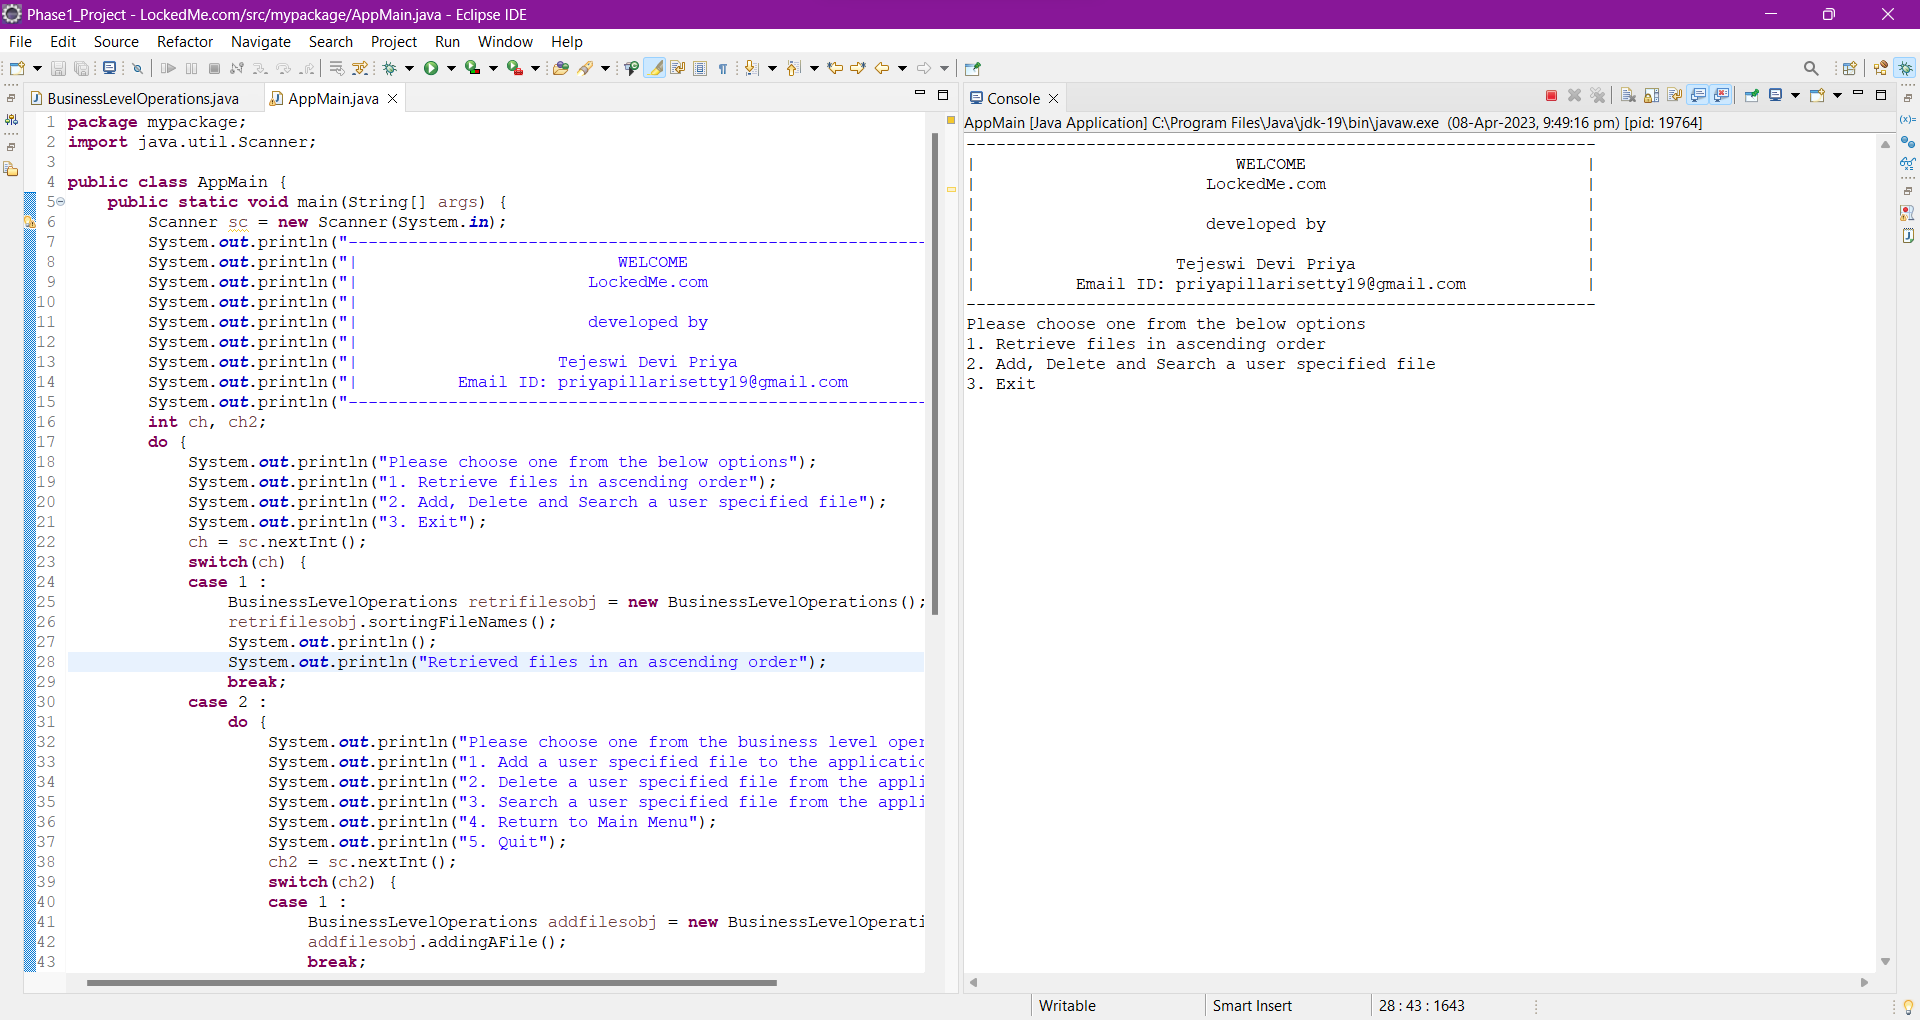 Phase1_Project - LockedMe.com/src/mypackage/AppMain.java - Eclipse IDE
File Edit Source Refactor Navigate Search Project Run Window Help
BusinessLevelOperations.java AppMain.java
1 package mypackage;
2 import java.util.Scanner;
3
4 public class AppMain {
5 public static void main(String[] args) {
6 Scanner sc = new Scanner(System.in);
7 System.out.println("----------------------------------------------------------
8 System.out.println("| WELCOME
9 System.out.println("| LockedMe.com
10 System.out.println("|
11 System.out.println("| developed by
12 System.out.println("|
13 System.out.println("| Tejeswi Devi Priya
14 System.out.println("| Email ID: priyapillarisetty19@gmail.com
15 System.out.println("----------------------------------------------------------
16 int ch, ch2;
17 do {
18 System.out.println("Please choose one from the below options");
19 System.out.println("1. Retrieve files in ascending order");
20 System.out.println("2. Add, Delete and Search a user specified file");
21 System.out.println("3. Exit");
22 ch = sc.nextInt();
23 switch(ch) {
24 case 1 :
25 BusinessLevelOperations retrifilesobj = new BusinessLevelOperations();
26 retrifilesobj.sortingFileNames();
27 System.out.println();
28 System.out.println("Retrieved files in an ascending order");
29 break;
30 case 2 :
31 do {
32 System.out.println("Please choose one from the business level oper
33 System.out.println("1. Add a user specified file to the applicatic
34 System.out.println("2. Delete a user specified file from the appli
35 System.out.println("3. Search a user specified file from the appli
36 System.out.println("4. Return to Main Menu");
37 System.out.println("5. Quit");
38 ch2 = sc.nextInt();
39 switch(ch2) {
40 case 1 :
41 BusinessLevelOperations addfilesobj = new BusinessLevelOperati
42 addfilesobj.addingAFile();
43 break;
Console
AppMain [Java Application] C:\Program Files\Java\jdk-19\bin\javaw.exe (08-Apr-2023, 9:49:16 pm) [pid: 19764]
---------------------------------------------------------------
| WELCOME |
| LockedMe.com |
| |
| developed by |
| |
| Tejeswi Devi Priya |
| Email ID: priyapillarisetty19@gmail.com |
---------------------------------------------------------------
Please choose one from the below options
1. Retrieve files in ascending order
2. Add, Delete and Search a user specified file
3. Exit
Writable Smart Insert 28 : 43 : 1643